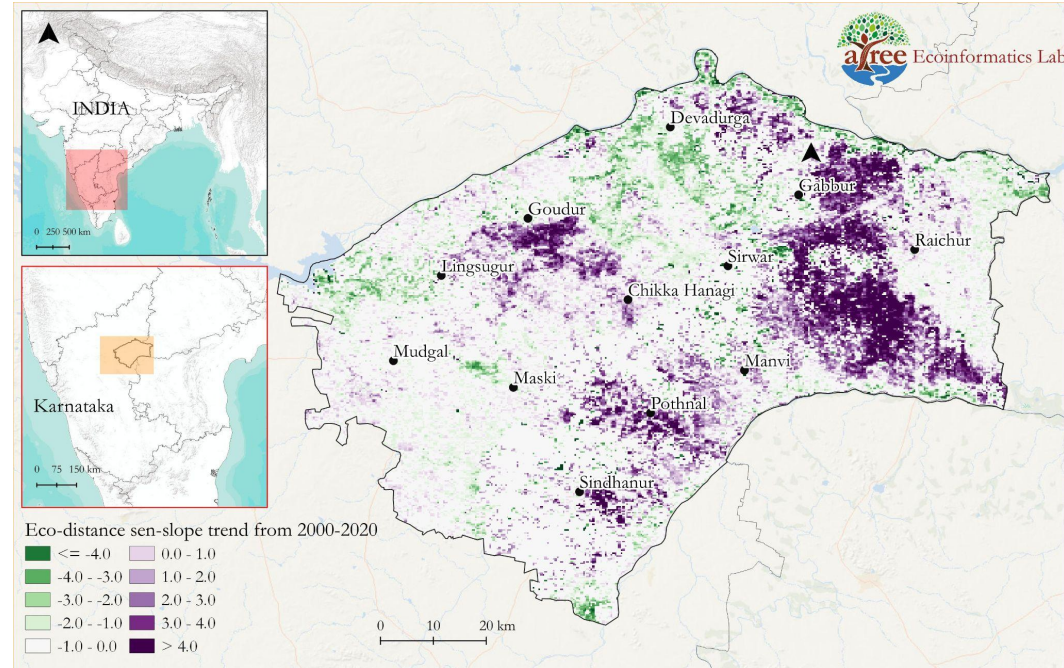 INDIA
0 250 500 km
Karnataka
0 75 150 km
aTree Ecoinformatics Lab
Devadurga
Gabbur
Goudur
Raichur
Sirwar
Lingsugur
Chikka Hanagi
Mudgal
Manvi
Maski
Pothnal
Sindhanur
Eco-distance sen-slope trend from 2000-2020
<= -4.0
0.0 - 1.0
-4.0 - -3.0
1.0 - 2.0
-3.0 - -2.0
2.0 - 3.0
-2.0 - -1.0
3.0 - 4.0
-1.0 - 0.0
> 4.0
0 10 20 km